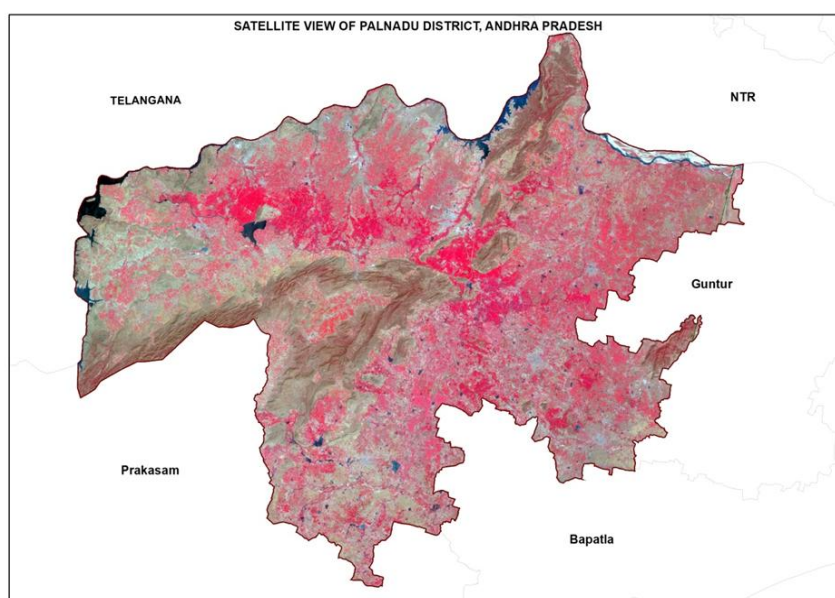 SATELLITE VIEW OF PALNADU DISTRICT, ANDHRA PRADESH
TELANGANA
NTR
Guntur
Prakasam
Bapatla